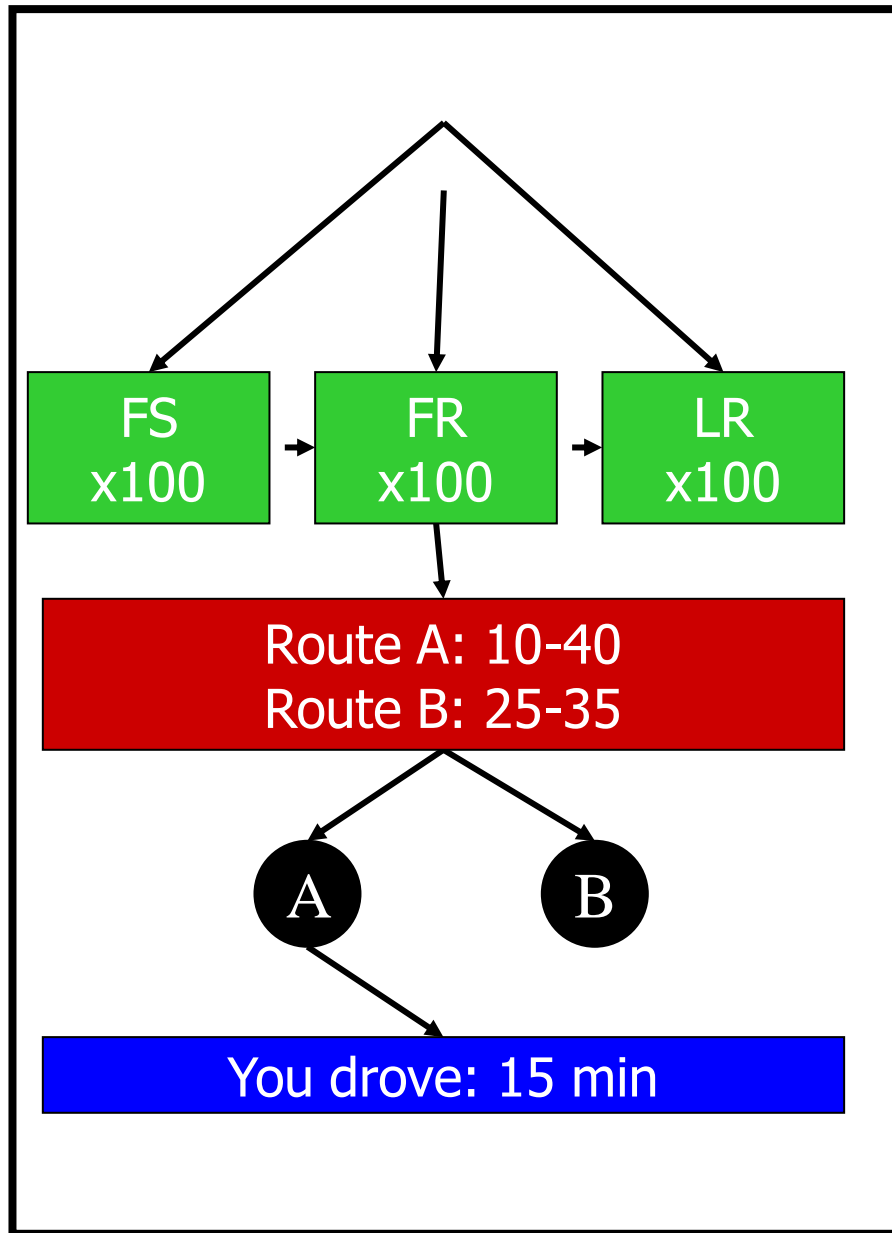 FS
x100
FR
x100
LR
x100
Route A: 10-40
Route B: 25-35
A
B
You drove: 15 min